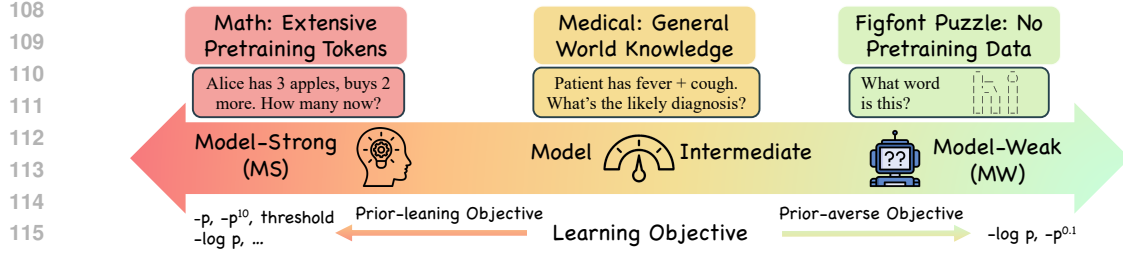 108
109
110
111
112
113
114
115
Math: Extensive
Pretraining Tokens
Medical: General
World Knowledge
Figfont Puzzle: No
Pretraining Data
Alice has 3 apples, buys 2
more. How many now?
Patient has fever + cough.
What's the likely diagnosis?
What word
is this?
Model-Strong
(MS)
Model
Intermediate
??
Model-Weak
(MW)
-p, -p¹⁰, threshold
-log p, ...
Prior-leaning Objective
Learning Objective
Prior-averse Objective
-log p, -p⁰·¹